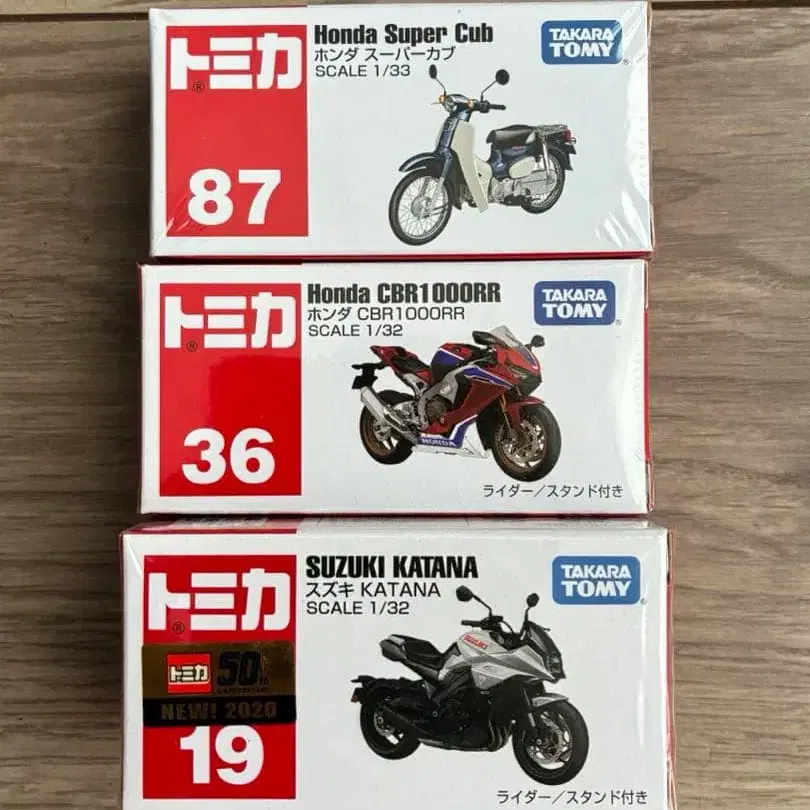 Honda Super Cub
ホンダ スーパーカブ
SCALE 1/33
トミカ®
87
TAKARA
TOMY®
Honda CBR1000RR
ホンダ CBR1000RR
SCALE 1/32
トミカ®
36
TAKARA
TOMY®
HONDA
ライダー/スタンド付き
SUZUKI KATANA
スズキ KATANA
SCALE 1/32
トミカ®
トミカ 50th
ANNIVERSARY
NEW! 2020
19
TAKARA
TOMY®
SUZUKI
ライダー/スタンド付き